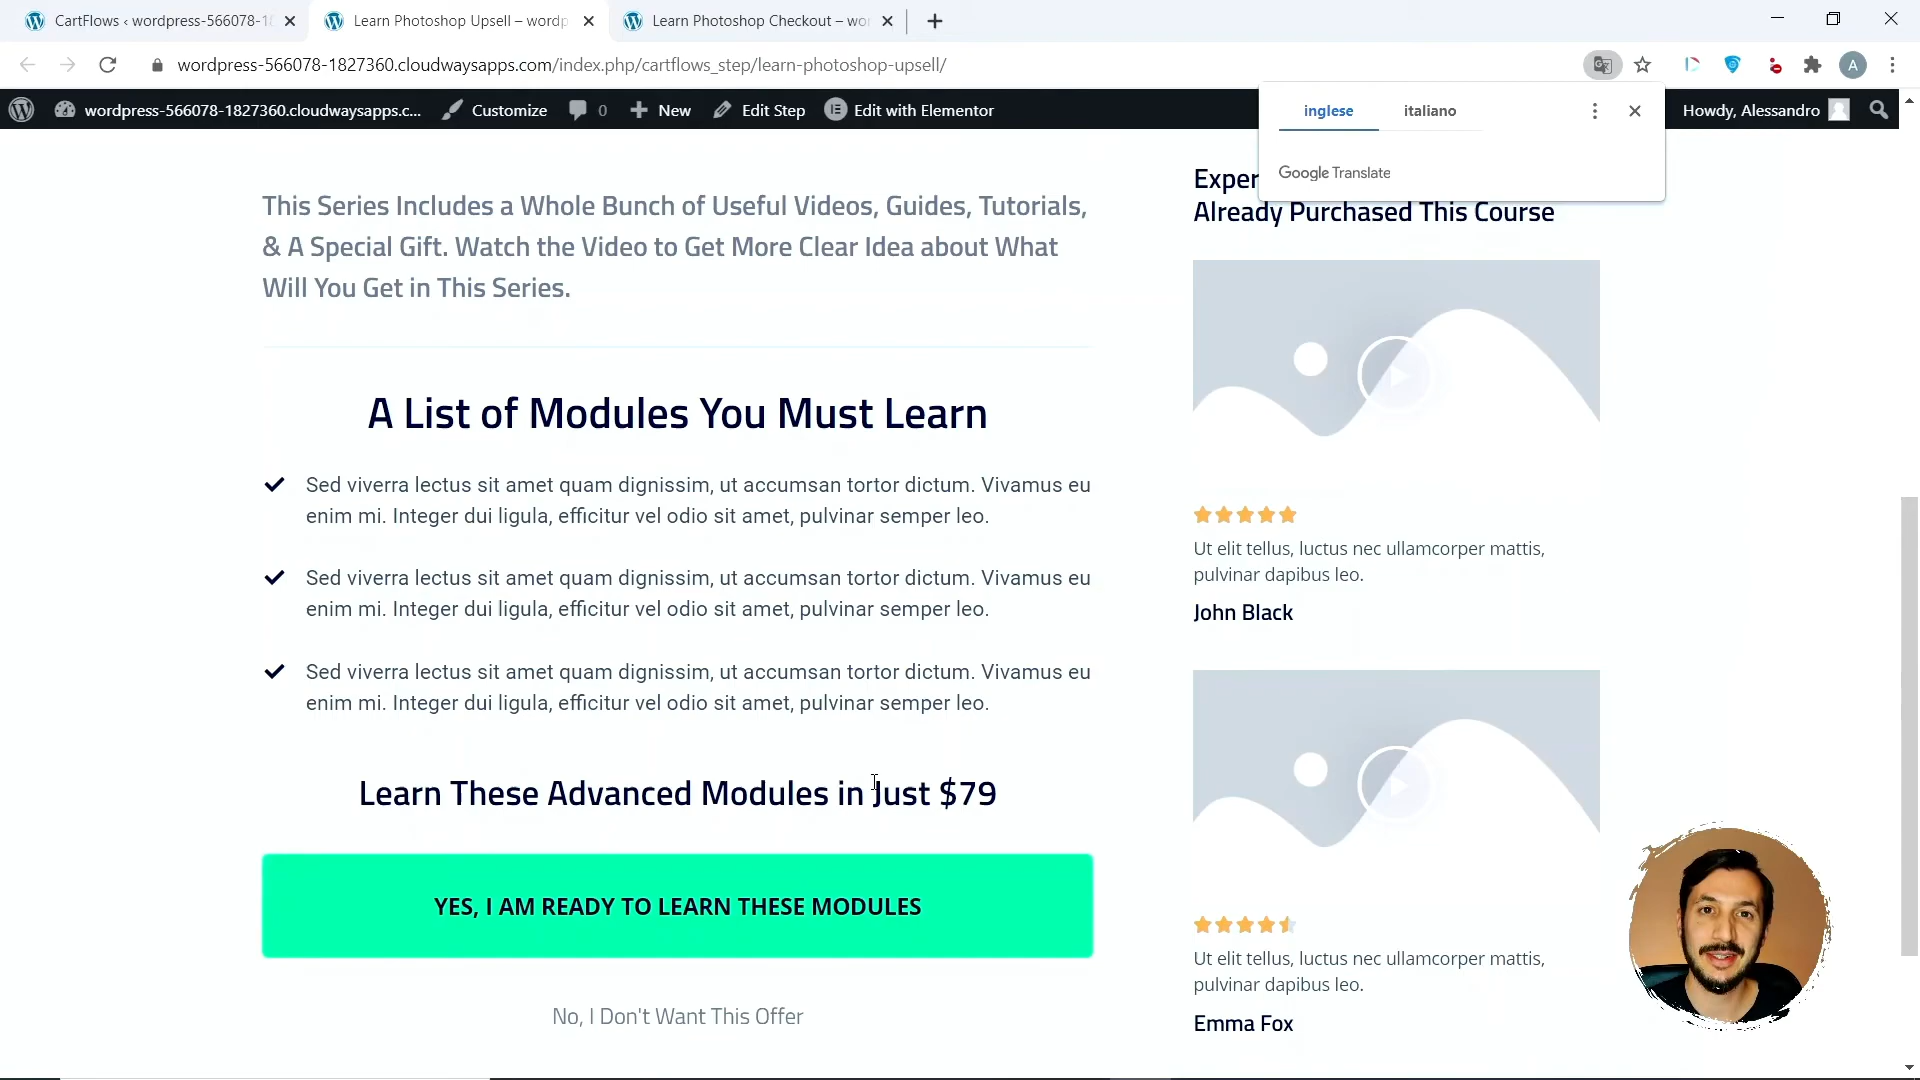 CartFlows ‹ wordpress-566078-1
Learn Photoshop Upsell – wordp
Learn Photoshop Checkout – wor
wordpress-566078-1827360.cloudwaysapps.com/index.php/cartflows_step/learn-photoshop-upsell/
A
wordpress-566078-1827360.cloudwaysapps.c...
Customize
0
New
Edit Step
Edit with Elementor
inglese
italiano
Howdy, Alessandro
Google Translate
This Series Includes a Whole Bunch of Useful Videos, Guides, Tutorials,
& A Special Gift. Watch the Video to Get More Clear Idea about What
Will You Get in This Series.
A List of Modules You Must Learn
Sed viverra lectus sit amet quam dignissim, ut accumsan tortor dictum. Vivamus eu
enim mi. Integer dui ligula, efficitur vel odio sit amet, pulvinar semper leo.
Sed viverra lectus sit amet quam dignissim, ut accumsan tortor dictum. Vivamus eu
enim mi. Integer dui ligula, efficitur vel odio sit amet, pulvinar semper leo.
Sed viverra lectus sit amet quam dignissim, ut accumsan tortor dictum. Vivamus eu
enim mi. Integer dui ligula, efficitur vel odio sit amet, pulvinar semper leo.
Learn These Advanced Modules in Just $79
YES, I AM READY TO LEARN THESE MODULES
No, I Don't Want This Offer
Exper
Already Purchased This Course
Ut elit tellus, luctus nec ullamcorper mattis,
pulvinar dapibus leo.
John Black
Ut elit tellus, luctus nec ullamcorper mattis,
pulvinar dapibus leo.
Emma Fox